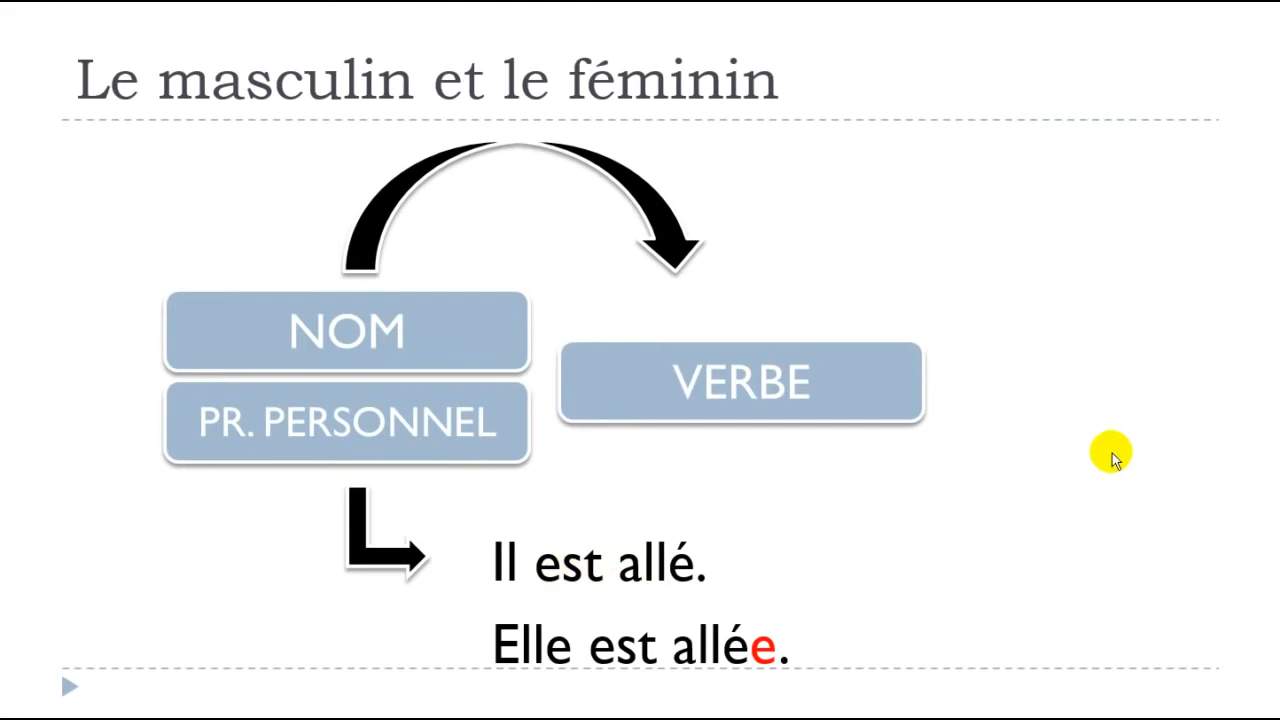 Le masculin et le féminin
NOM
PR. PERSONNEL
VERBE
Il est allé.
Elle est allée.